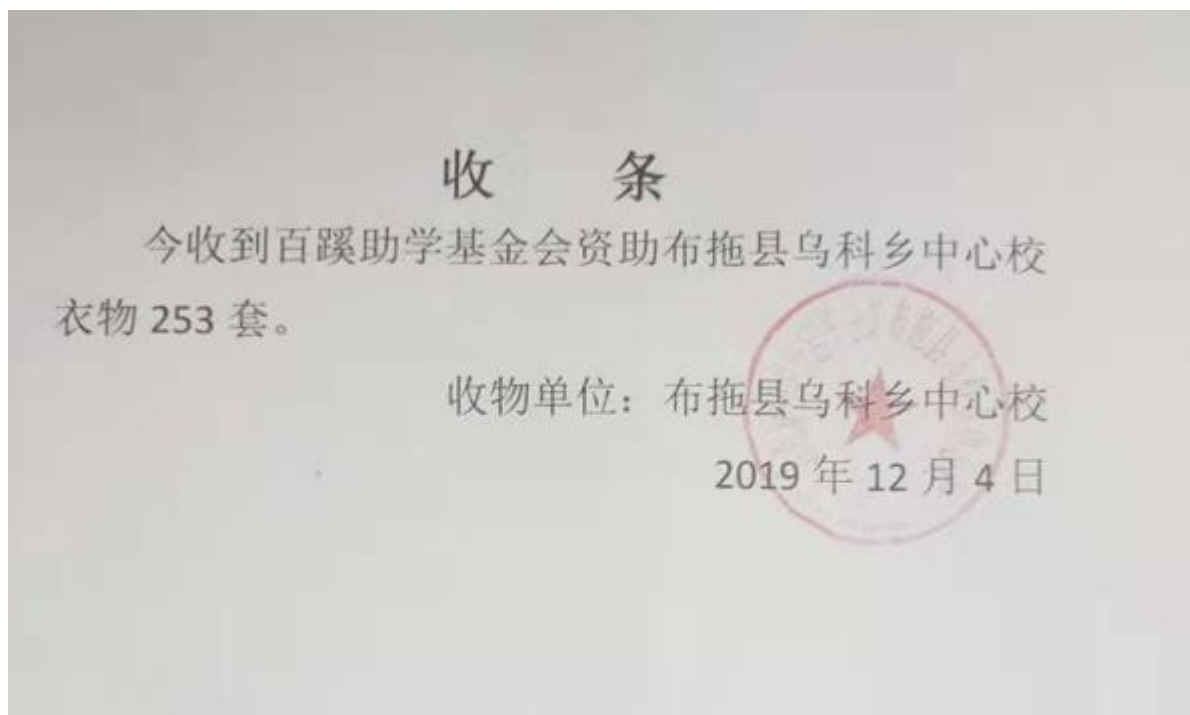 收 条
今收到百蹊助学基金会资助布拖县乌科乡中心校
衣物 253 套。
收物单位：布拖县乌科乡中心校
2019 年 12 月 4 日